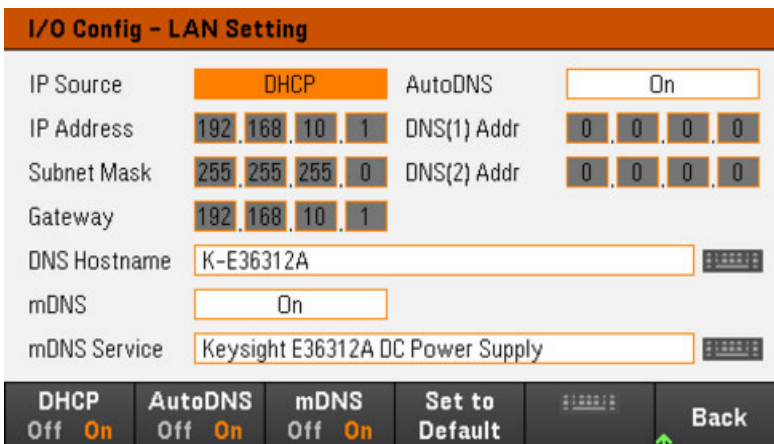 I/O Config – LAN Setting
IP Source DHCP AutoDNS On
IP Address 192.168.10.1 DNS(1) Addr 0.0.0.0
Subnet Mask 255.255.255.0 DNS(2) Addr 0.0.0.0
Gateway 192.168.10.1
DNS Hostname K-E36312A
mDNS On
mDNS Service Keysight E36312A DC Power Supply
DHCP AutoDNS mDNS Set to
Off On Off On Off On Default Back